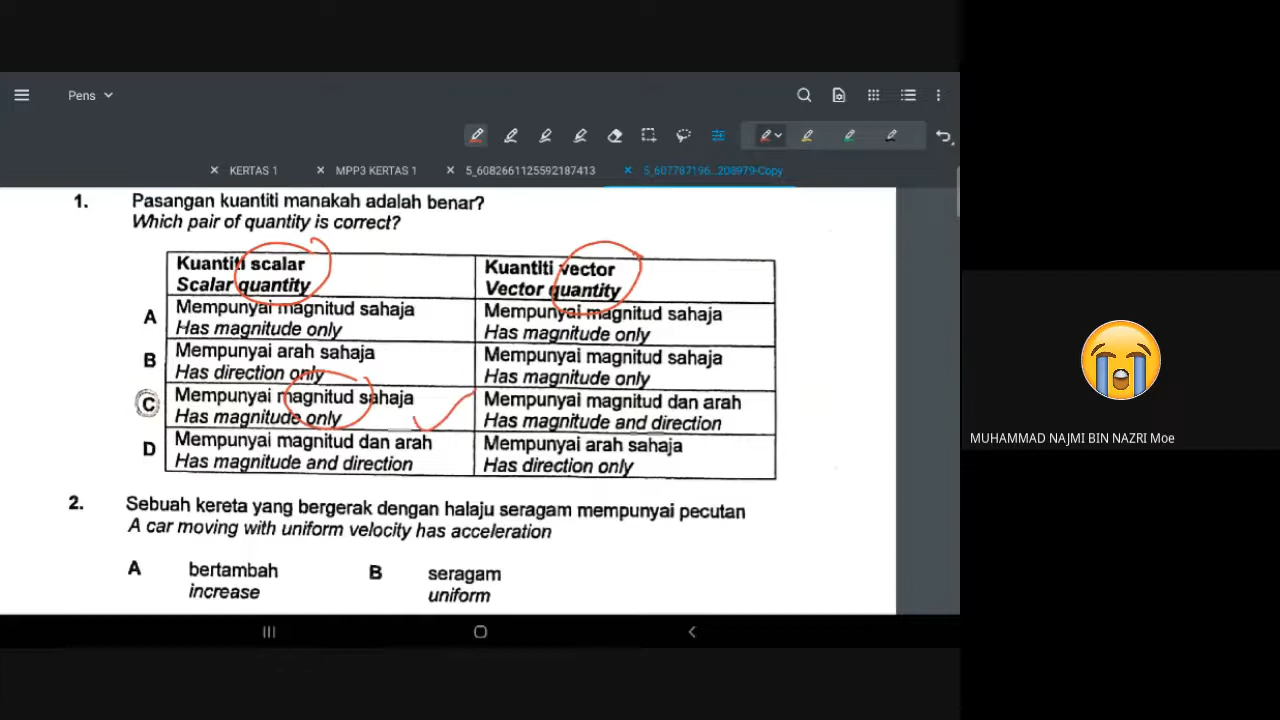 Pens
KERTAS 1
MPP3 KERTAS 1
5_6082661125592187413
5_607787196...208979-Copy
1. Pasangan kuantiti manakah adalah benar?
Which pair of quantity is correct?
Kuantiti scalar
Scalar quantity
Kuantiti vector
Vector quantity
A
Mempunyai magnitud sahaja
Has magnitude only
Mempunyai magnitud sahaja
Has magnitude only
B
Mempunyai arah sahaja
Has direction only
Mempunyai magnitud sahaja
Has magnitude only
C
Mempunyai magnitud sahaja
Has magnitude only
Mempunyai magnitud dan arah
Has magnitude and direction
D
Mempunyai magnitud dan arah
Has magnitude and direction
Mempunyai arah sahaja
Has direction only
2. Sebuah kereta yang bergerak dengan halaju seragam mempunyai pecutan
A car moving with uniform velocity has acceleration
A bertambah
increase
B seragam
uniform
MUHAMMAD NAJMI BIN NAZRI Moe